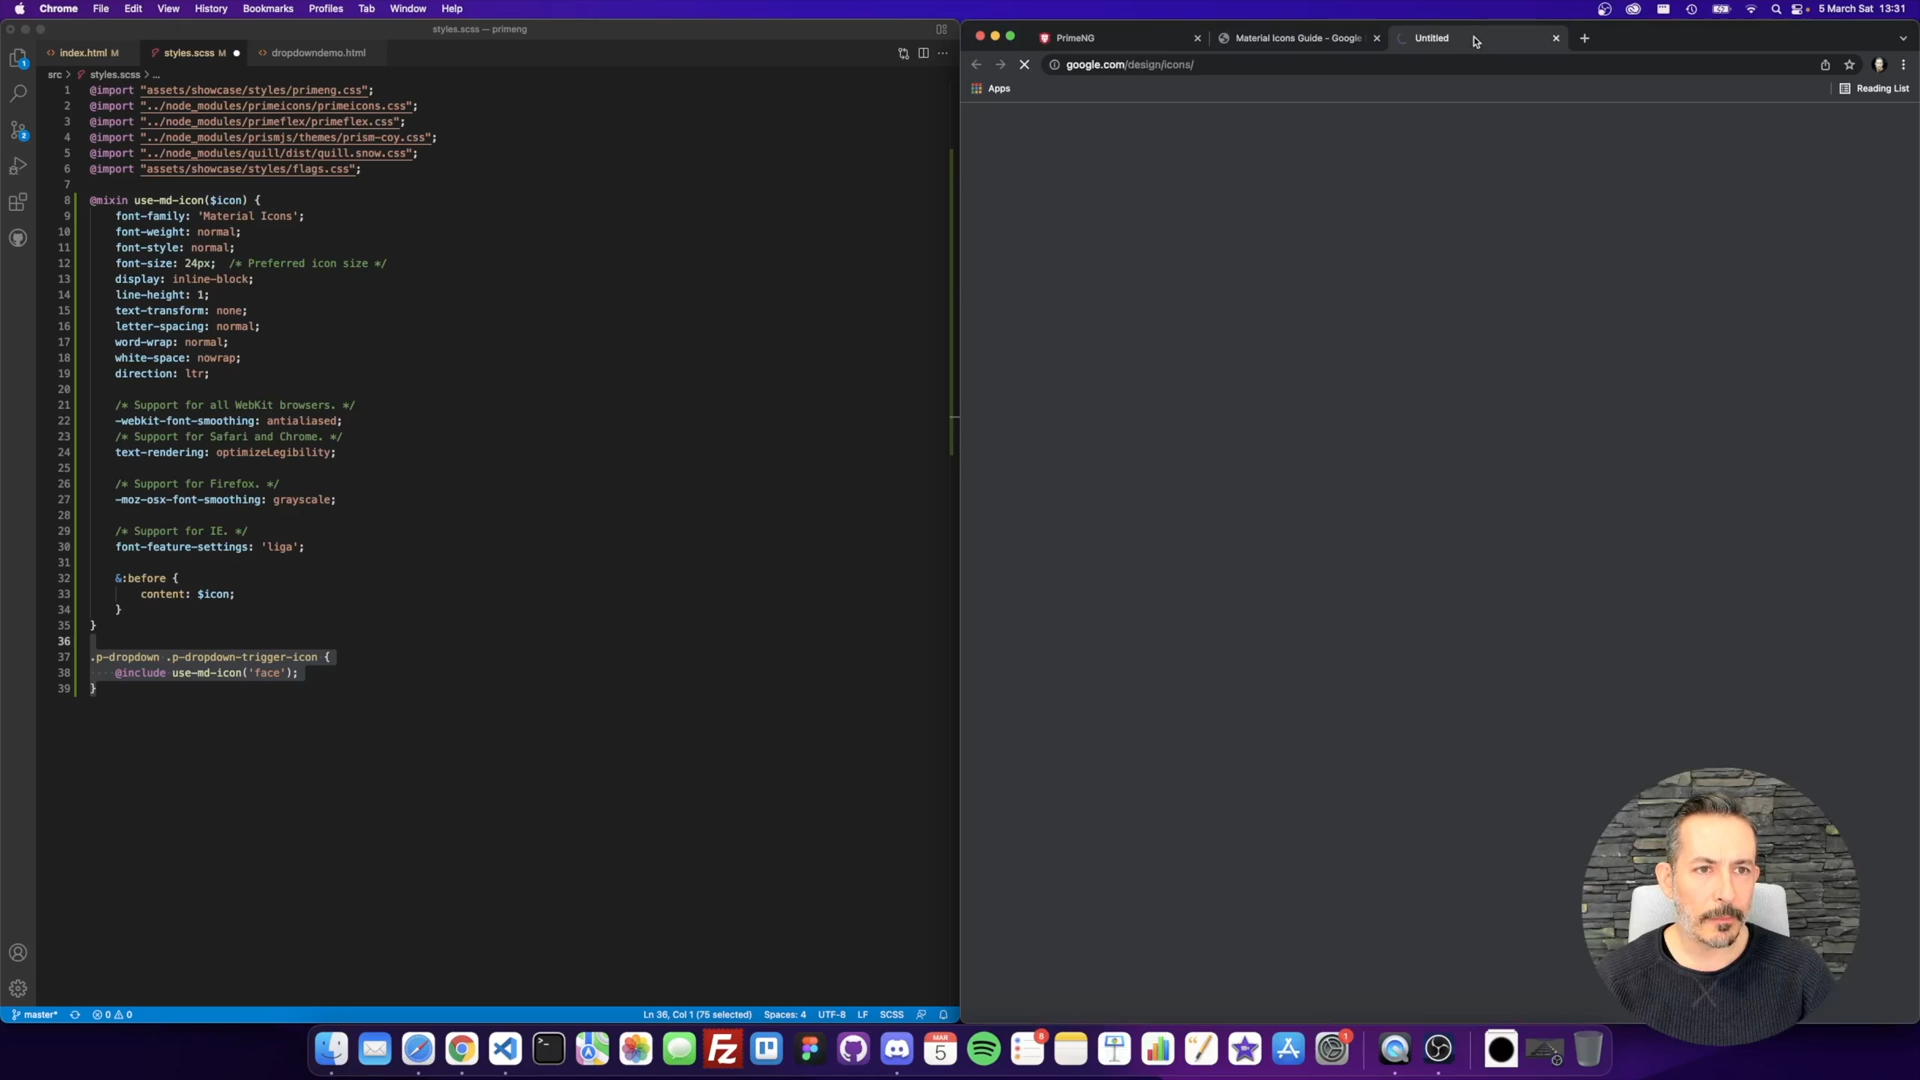 Chrome File Edit View History Bookmarks Profiles Tab Window Help
5 March Sat 13:31
styles.scss — primeng
index.html M
styles.scss M
dropdowndemo.html
src > styles.scss > ...
1 @import "assets/showcase/styles/primeng.css";
2 @import "../node_modules/primeicons/primeicons.css";
3 @import "../node_modules/primeflex/primeflex.css";
4 @import "../node_modules/prismjs/themes/prism-coy.css";
5 @import "../node_modules/quill/dist/quill.snow.css";
6 @import "assets/showcase/styles/flags.css";
7
8 @mixin use-md-icon($icon) {
9 font-family: 'Material Icons';
10 font-weight: normal;
11 font-style: normal;
12 font-size: 24px; /* Preferred icon size */
13 display: inline-block;
14 line-height: 1;
15 text-transform: none;
16 letter-spacing: normal;
17 word-wrap: normal;
18 white-space: nowrap;
19 direction: ltr;
20
21 /* Support for all WebKit browsers. */
22 -webkit-font-smoothing: antialiased;
23 /* Support for Safari and Chrome. */
24 text-rendering: optimizeLegibility;
25
26 /* Support for Firefox. */
27 -moz-osx-font-smoothing: grayscale;
28
29 /* Support for IE. */
30 font-feature-settings: 'liga';
31
32 &:before {
33 content: $icon;
34 }
35 }
36
37 .p-dropdown .p-dropdown-trigger-icon {
38 @include use-md-icon('face');
39 }
master* 0 0
Ln 36, Col 1 (75 selected) Spaces: 4 UTF-8 LF SCSS
PrimeNG
Material Icons Guide – Google
Untitled
google.com/design/icons/
Apps
Reading List
1
2
FZ
MAR
5
8
1